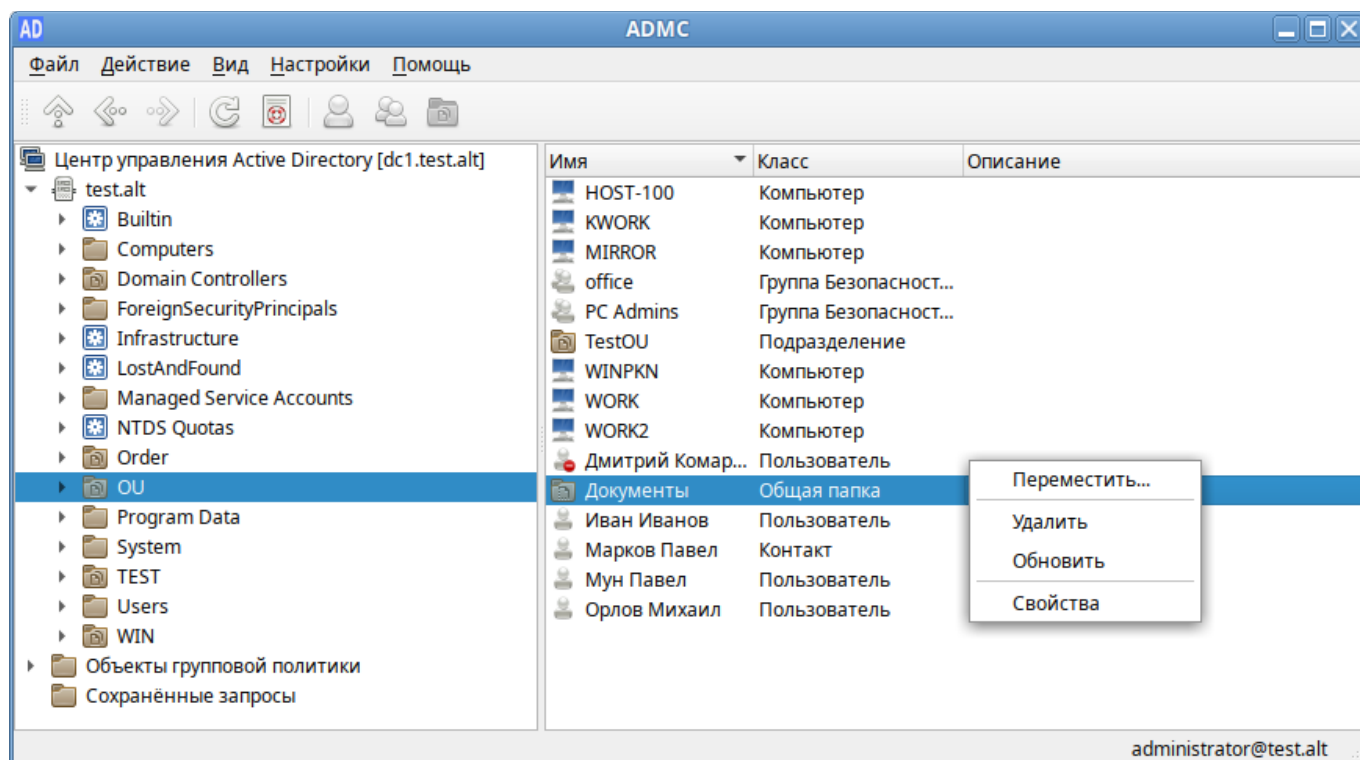 AD ADMC
Файл Действие Вид Настройки Помощь
Центр управления Active Directory [dc1.test.alt]
test.alt
Builtin
Computers
Domain Controllers
ForeignSecurityPrincipals
Infrastructure
LostAndFound
Managed Service Accounts
NTDS Quotas
Order
OU
Program Data
System
TEST
Users
WIN
Объекты групповой политики
Сохранённые запросы
Имя Класс Описание
HOST-100 Компьютер
KWORK Компьютер
MIRROR Компьютер
office Группа Безопасност...
PC Admins Группа Безопасност...
TestOU Подразделение
WINPKN Компьютер
WORK Компьютер
WORK2 Компьютер
Дмитрий Комар... Пользователь
Документы Общая папка
Иван Иванов Пользователь
Марков Павел Контакт
Мун Павел Пользователь
Орлов Михаил Пользователь
Переместить...
Удалить
Обновить
Свойства
administrator@test.alt